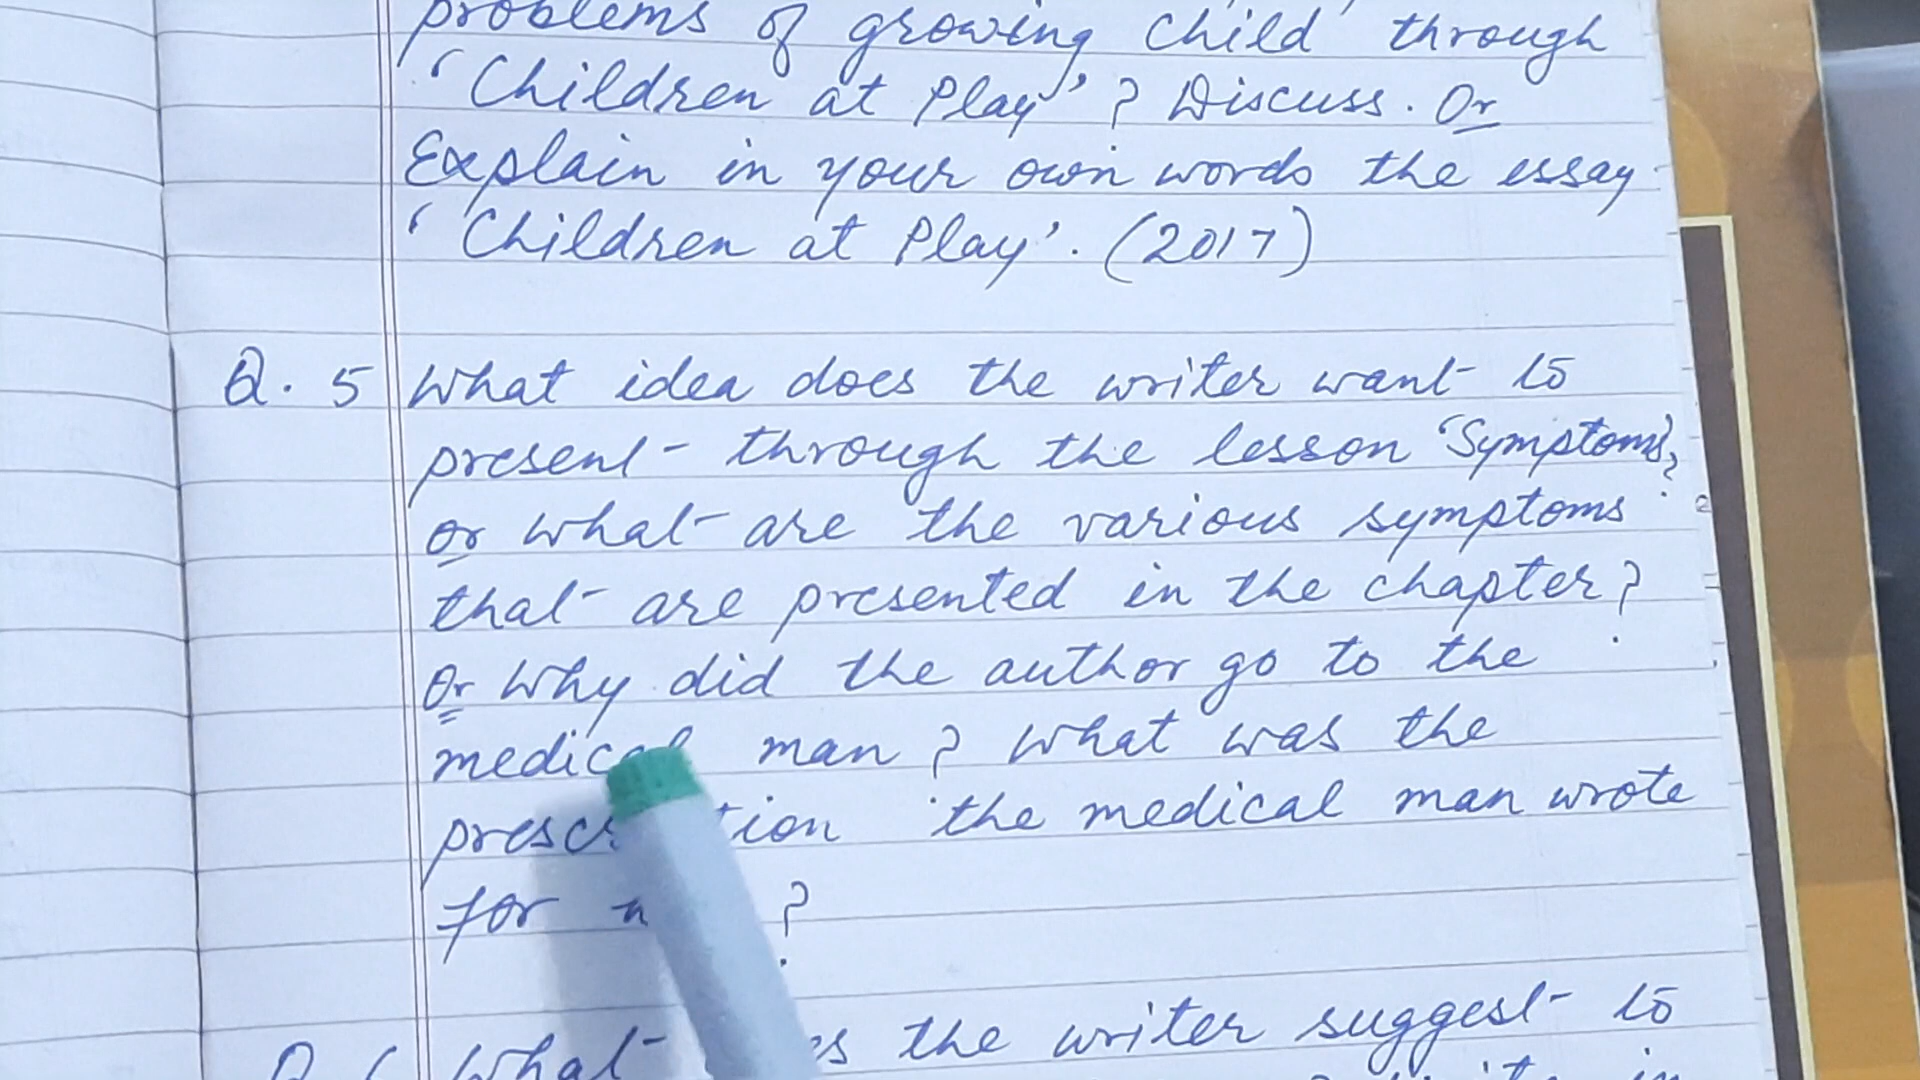 problems of growing child through
'Children at Play'? Discuss. Or
Explain in your own words the essay
'Children at Play'. (2017)
Q. 5 What idea does the writer want to
present through the lesson 'Symptoms'?
or what are the various symptoms
that are presented in the chapter?
Or Why did the author go to the
medical man? What was the
the medical man wrote
for ?
What the writer suggest to
in